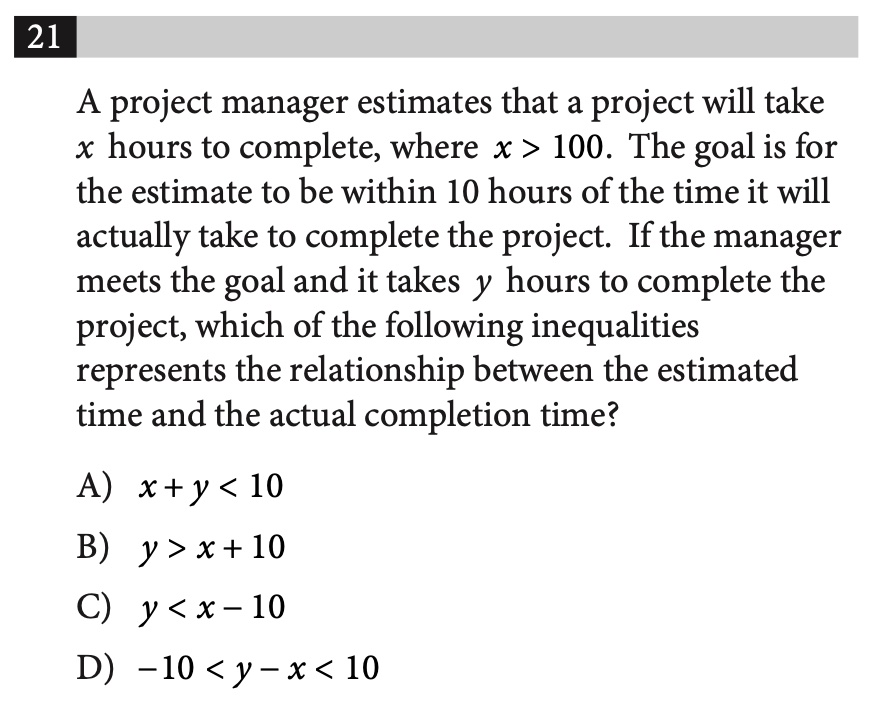 21
A project manager estimates that a project will take
x hours to complete, where x > 100. The goal is for
the estimate to be within 10 hours of the time it will
actually take to complete the project. If the manager
meets the goal and it takes y hours to complete the
project, which of the following inequalities
represents the relationship between the estimated
time and the actual completion time?
A) x + y < 10
B) y > x + 10
C) y < x – 10
D) –10 < y – x < 10